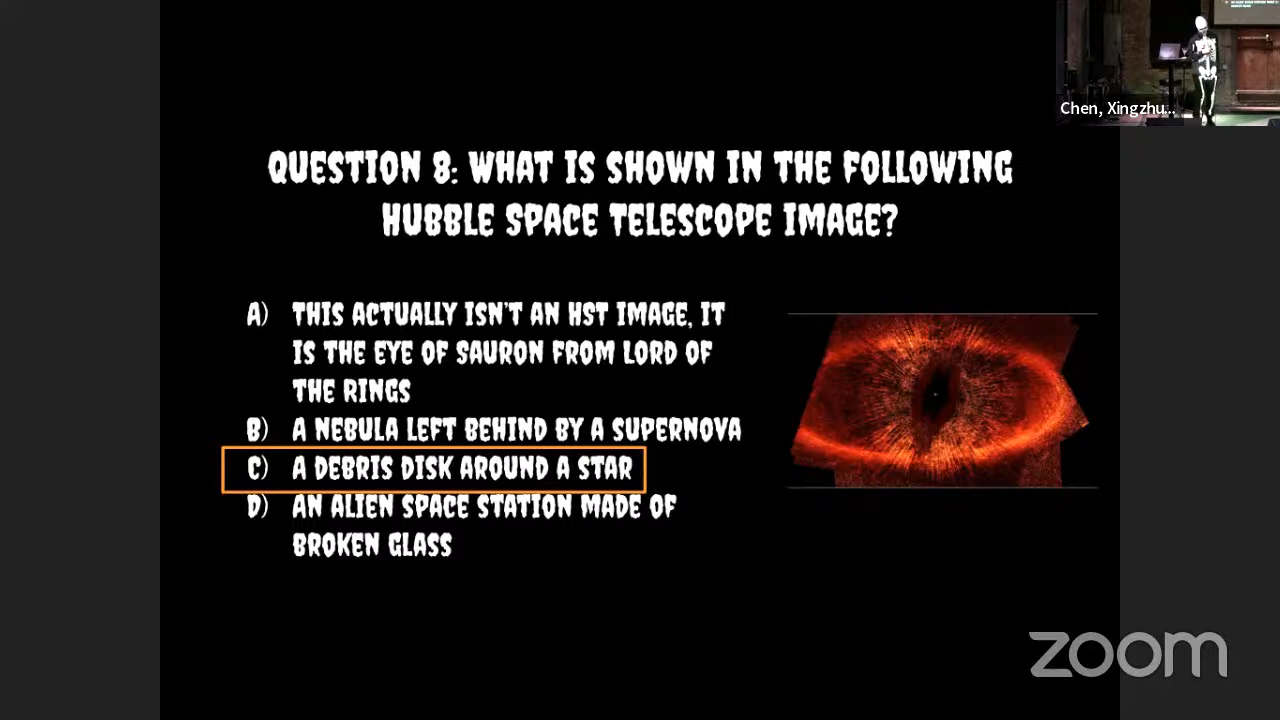 Chen, Xingzhu...
QUESTION 8: WHAT IS SHOWN IN THE FOLLOWING
HUBBLE SPACE TELESCOPE IMAGE?
A) THIS ACTUALLY ISN'T AN HST IMAGE, IT
IS THE EYE OF SAURON FROM LORD OF
THE RINGS
B) A NEBULA LEFT BEHIND BY A SUPERNOVA
C) A DEBRIS DISK AROUND A STAR
D) AN ALIEN SPACE STATION MADE OF
BROKEN GLASS
zoom